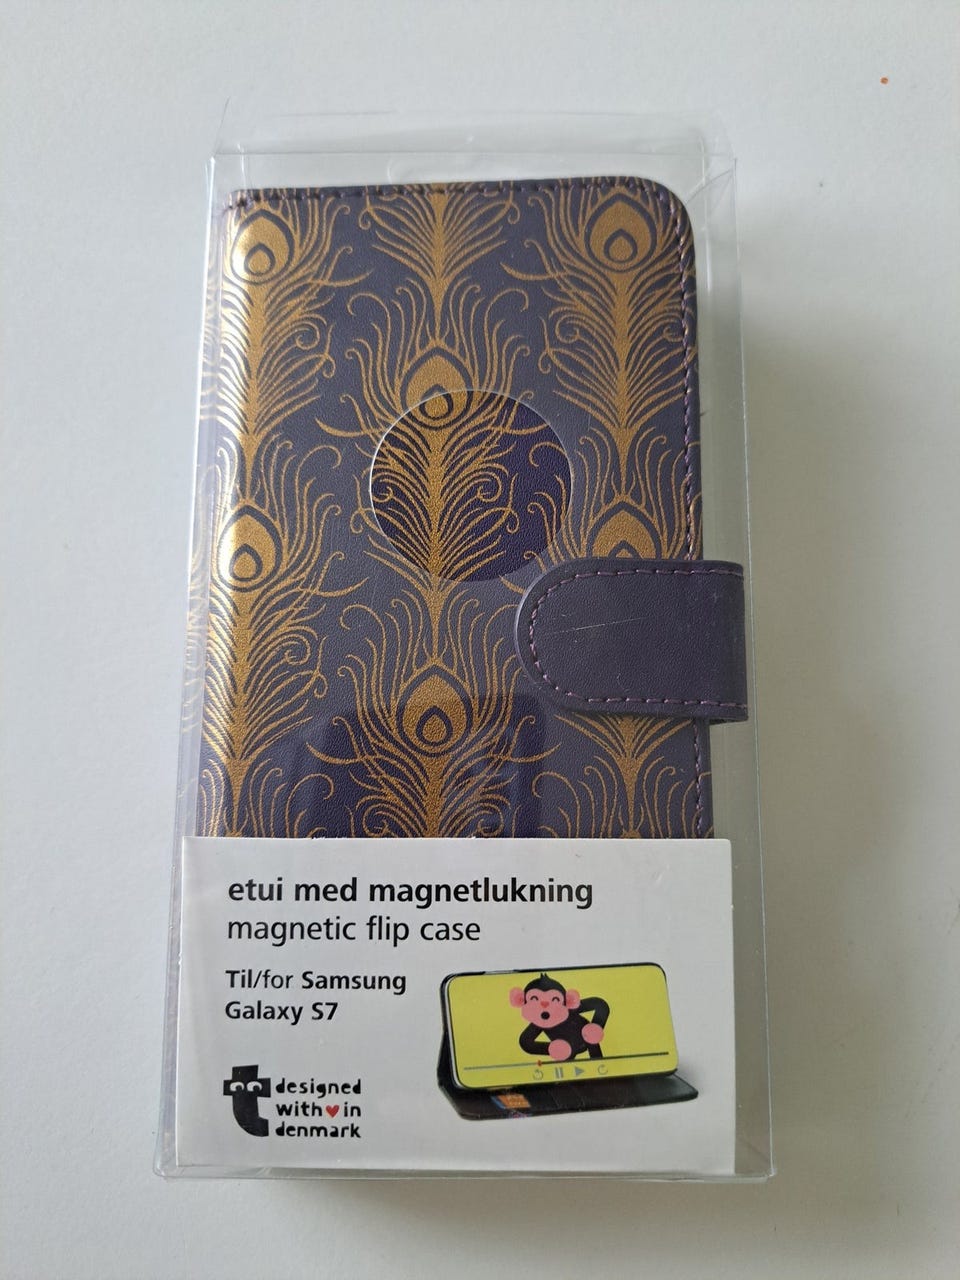 etui med magnetlukning
magnetic flip case
Til/for Samsung
Galaxy S7
designed
with♥in
denmark